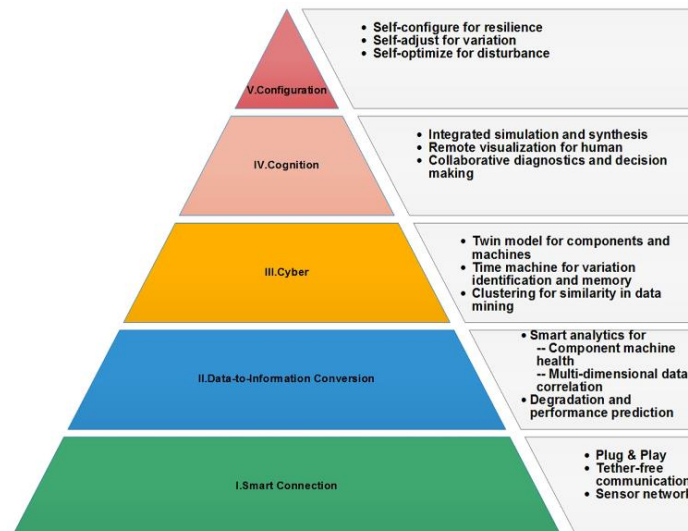 V.Configuration
• Self-configure for resilience
• Self-adjust for variation
• Self-optimize for disturbance
IV.Cognition
• Integrated simulation and synthesis
• Remote visualization for human
• Collaborative diagnostics and decision
making
III.Cyber
• Twin model for components and
machines
• Time machine for variation
identification and memory
• Clustering for similarity in data
mining
II.Data-to-Information Conversion
• Smart analytics for
-- Component machine
health
-- Multi-dimensional data
correlation
• Degradation and
performance prediction
I.Smart Connection
• Plug & Play
• Tether-free
communication
• Sensor network